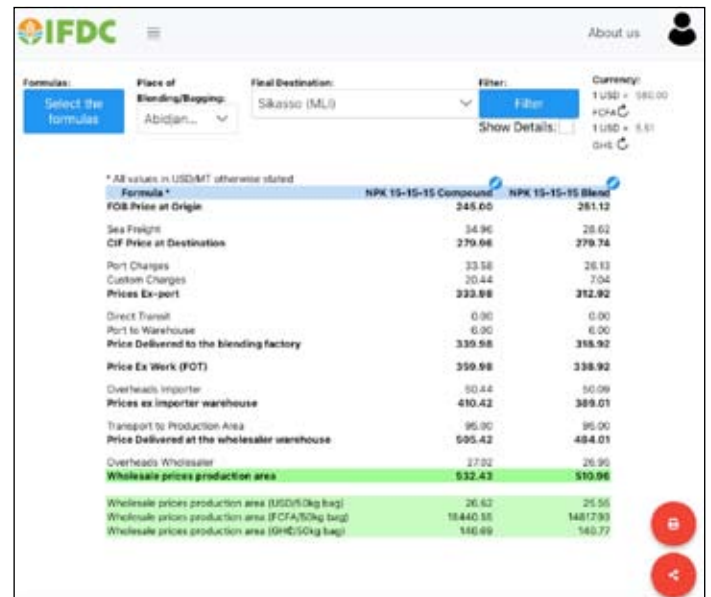 IFDC
About us
Formulas:
Select the
formulas
Place of
Blending/Bagging:
Abidjan...
Final Destination:
Sikasso (MLI)
Filter:
Filter
Show Details:
Currency:
1 USD = 580.00
FCFA
1 USD = 5.51
GH₵
* All values in USD/MT otherwise stated
Formula * NPK 15-15-15 Compound NPK 15-15-15 Blend
FOB Price at Origin 245.00 251.12
Sea Freight 34.96 28.62
CIF Price at Destination 279.96 279.74
Port Charges 33.58 26.13
Custom Charges 20.44 7.04
Prices Ex-port 333.98 312.92
Direct Transit 0.00 0.00
Port to Warehouse 6.00 6.00
Price Delivered to the blending factory 339.98 318.92
Price Ex Work (FOT) 359.98 338.92
Overheads Importer 50.44 50.09
Prices ex importer warehouse 410.42 389.01
Transport to Production Area 95.00 95.00
Price Delivered at the wholesaler warehouse 505.42 484.01
Overheads Wholesaler 27.02 26.95
Wholesale prices production area 532.43 510.96
Wholesale prices production area (USD/50kg bag) 26.62 25.55
Wholesale prices production area (FCFA/50kg bag) 15440.55 14817.93
Wholesale prices production area (GH₵/50kg bag) 146.69 140.77